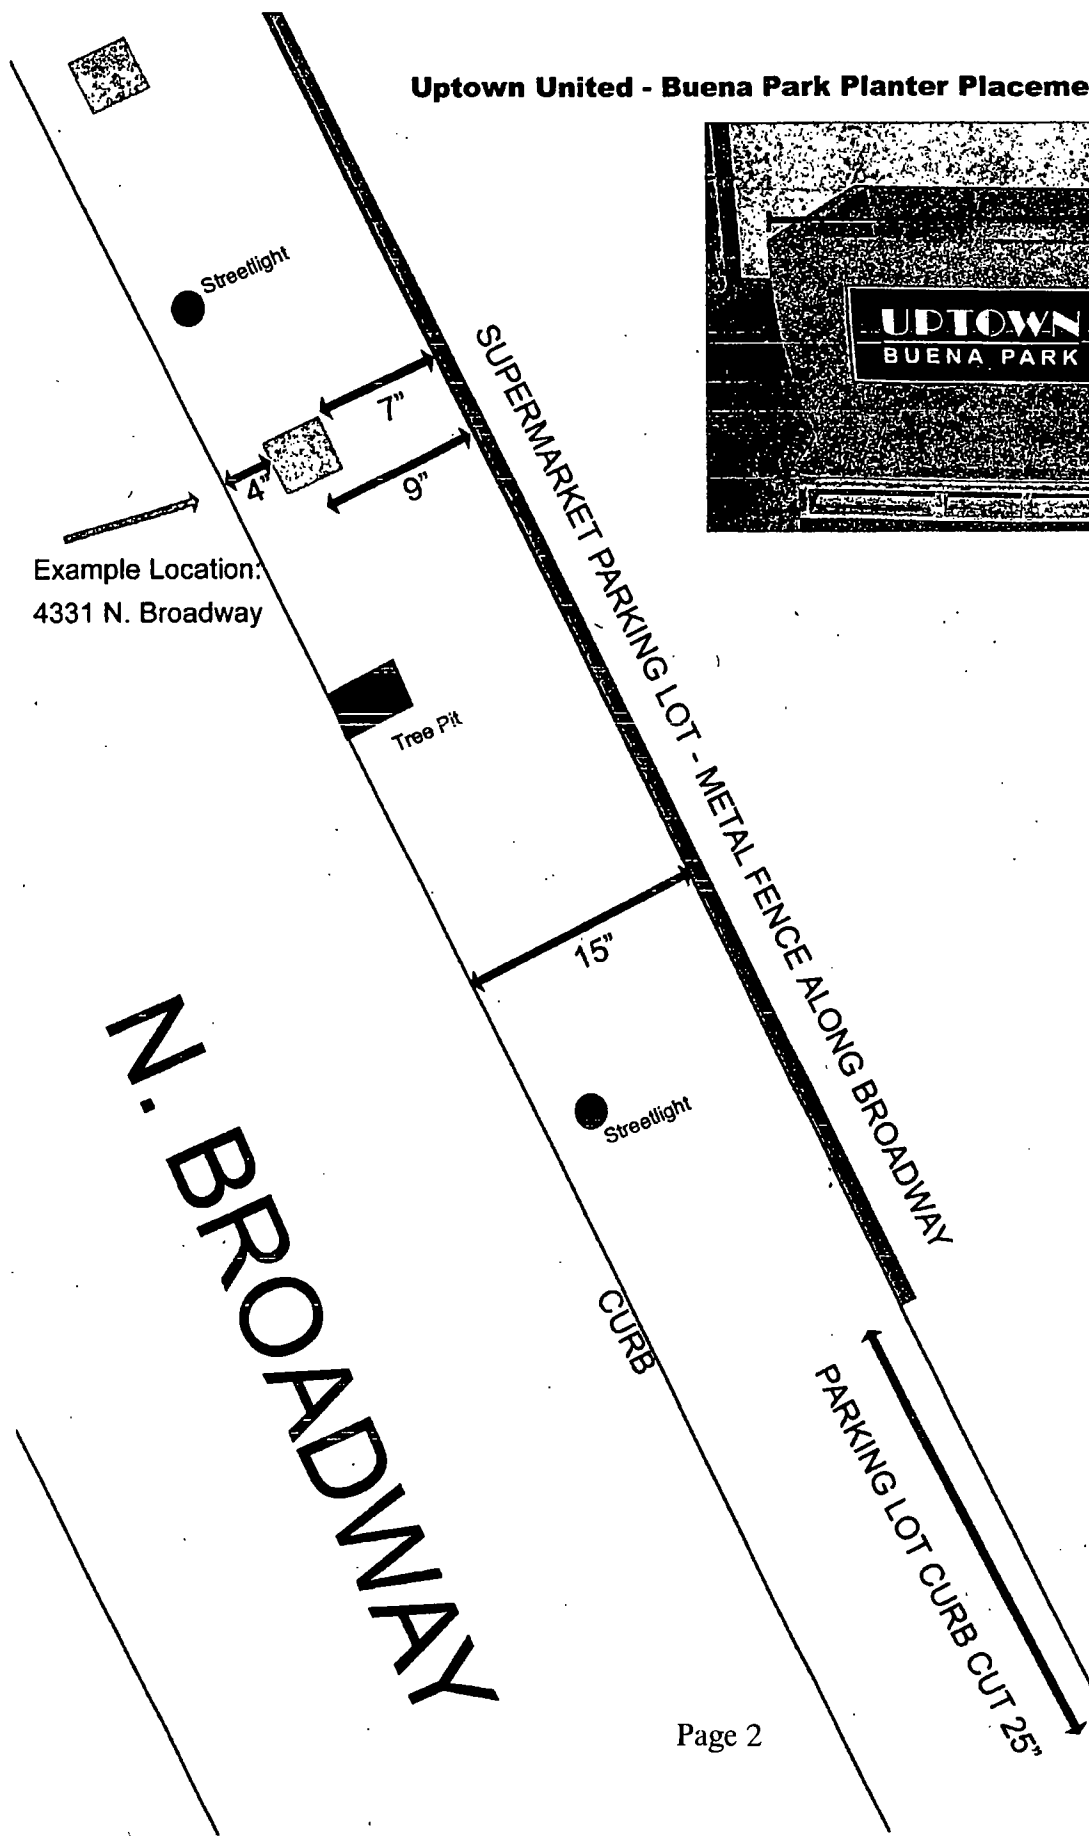 Uptown United - Buena Park Planter Placeme
UPTOWN
BUENA PARK
Streetlight
SUPERMARKET PARKING LOT - METAL FENCE ALONG BROADWAY
7”
4”
9”
Example Location:
4331 N. Broadway
Tree Pit
15”
N. BROADWAY
Streetlight
CURB
PARKING LOT CURB CUT 25”
Page 2